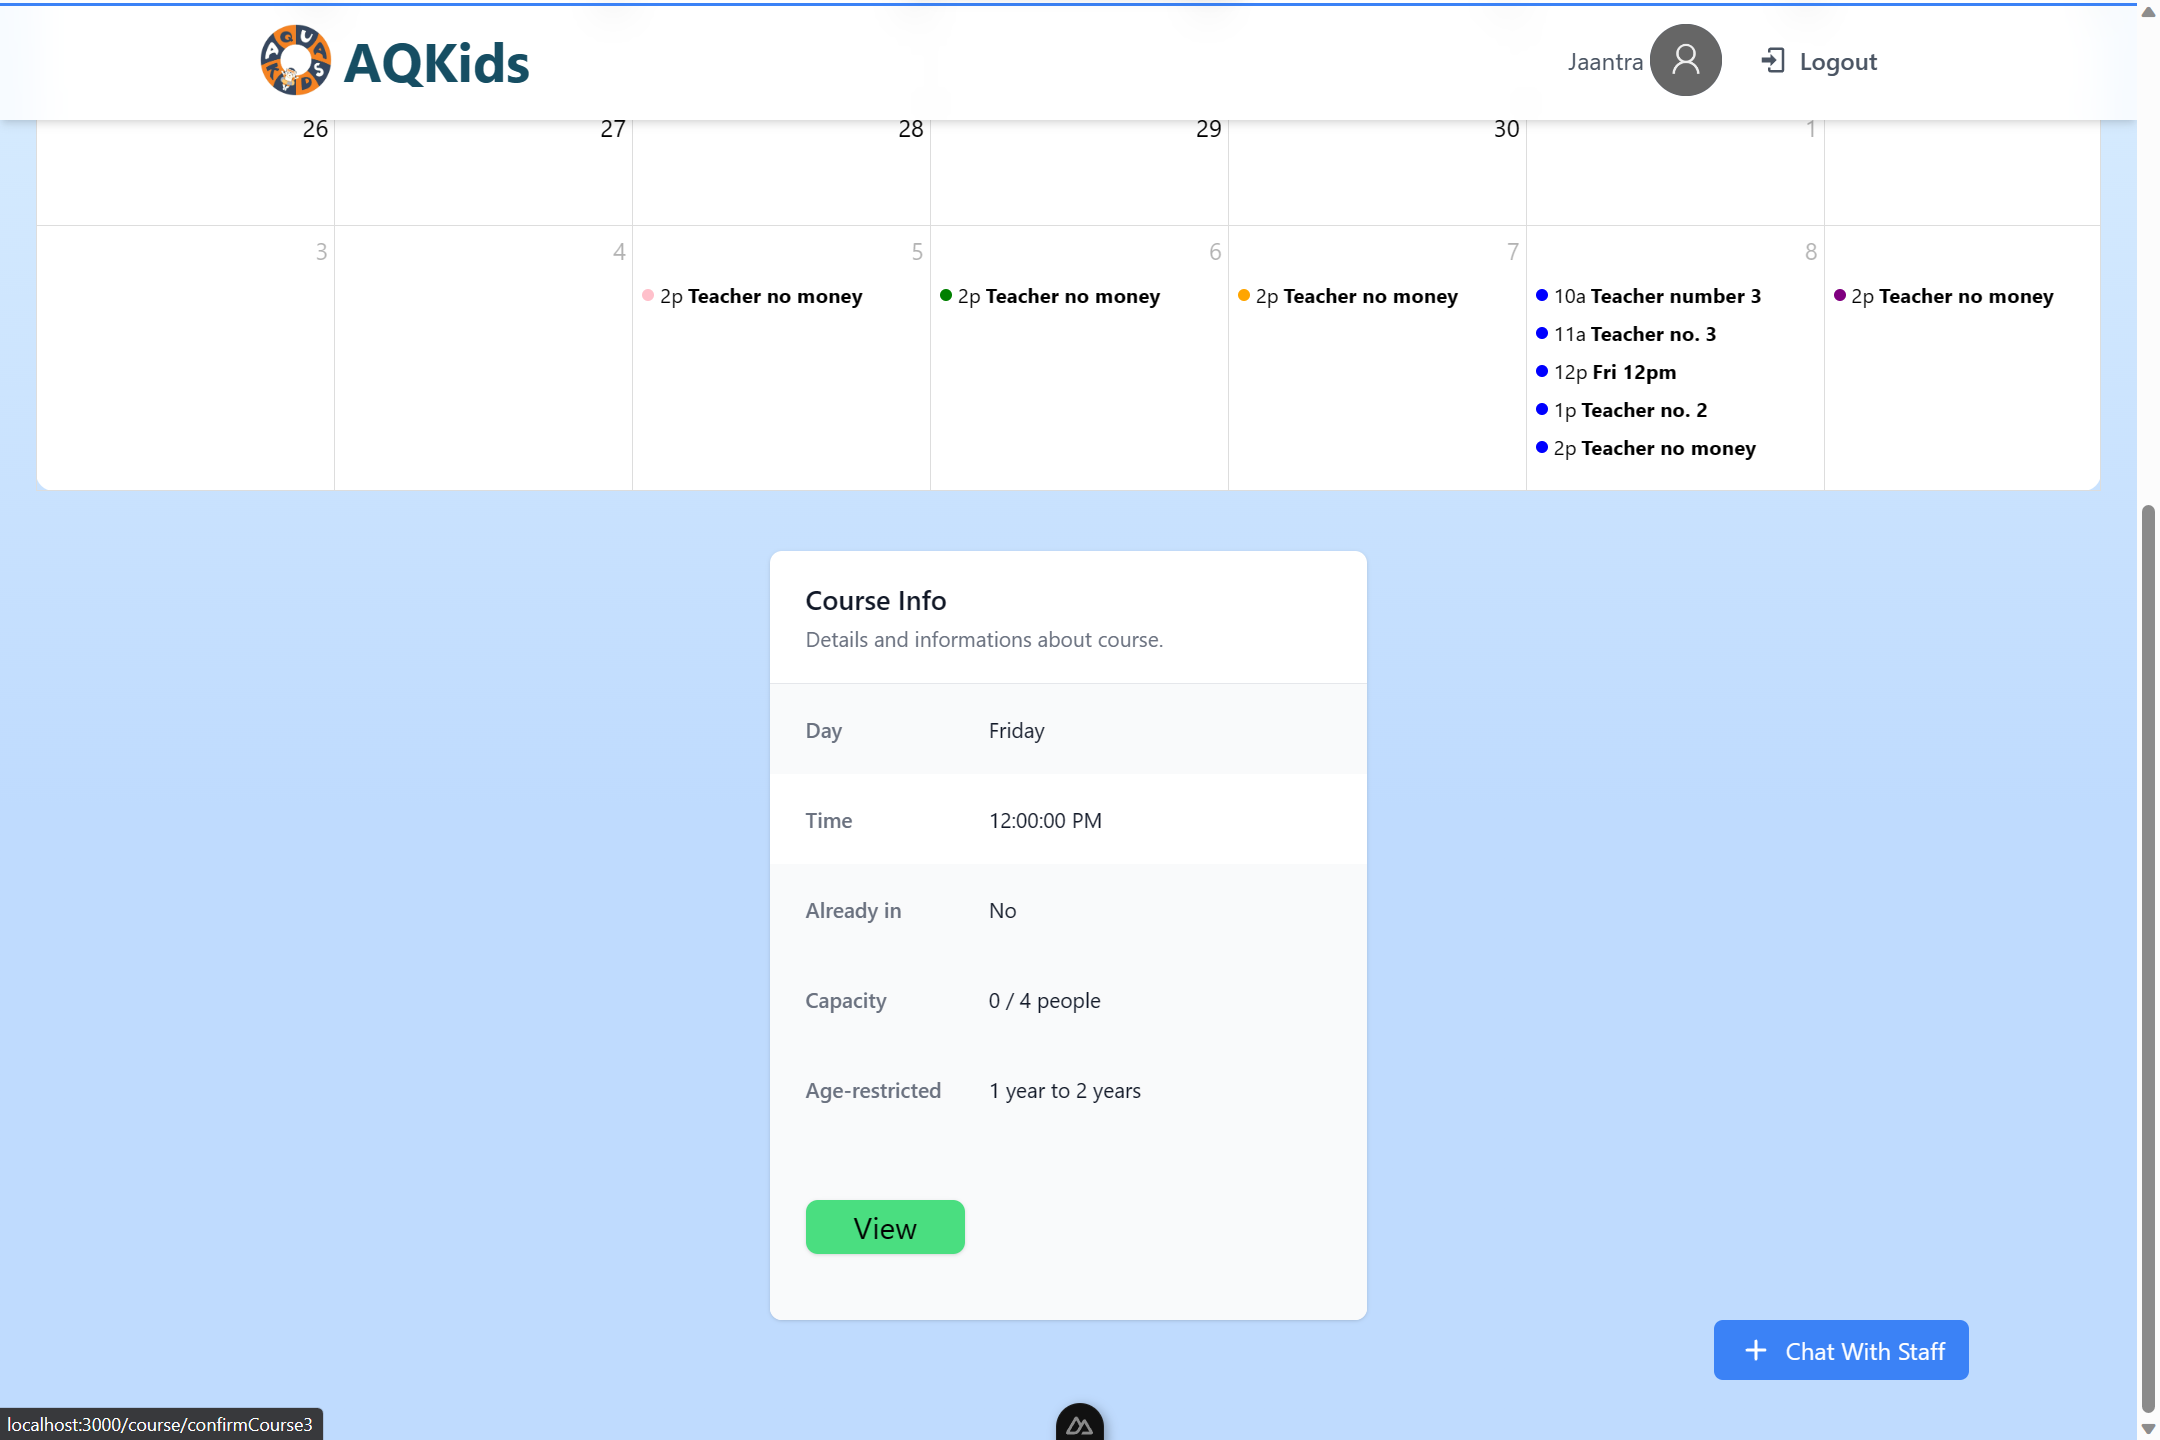 AQUA KIDS
AQKids
Jaantra
Logout
26 27 28 29 30 1
3 4 5 6 7 8
2p Teacher no money
2p Teacher no money
2p Teacher no money
10a Teacher number 3
11a Teacher no. 3
12p Fri 12pm
1p Teacher no. 2
2p Teacher no money
2p Teacher no money
Course Info
Details and informations about course.
Day Friday
Time 12:00:00 PM
Already in No
Capacity 0 / 4 people
Age-restricted 1 year to 2 years
View
+ Chat With Staff
localhost:3000/course/confirmCourse3